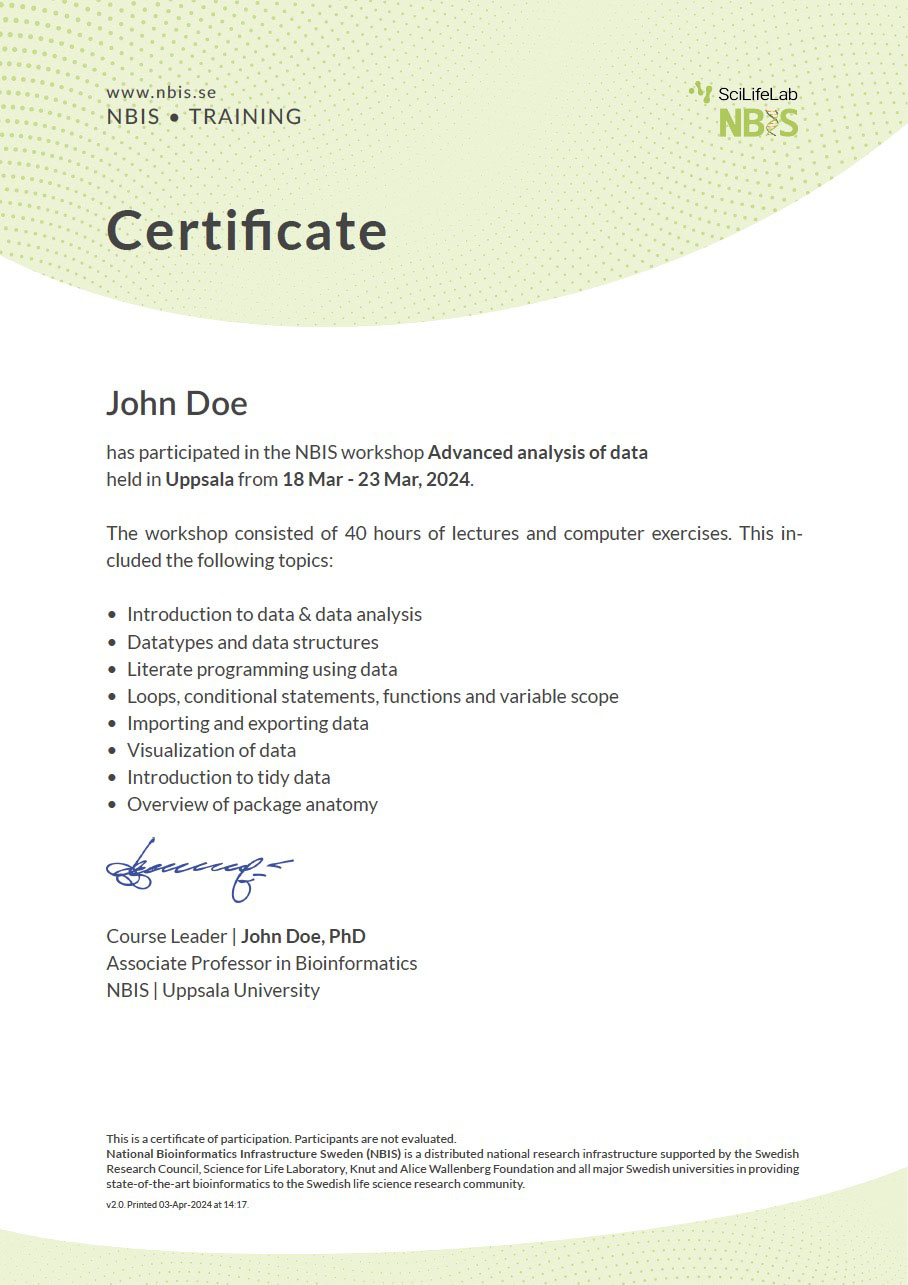 www.nbis.se
NBIS • TRAINING
SciLifeLab
NBIS
Certificate
John Doe
has participated in the NBIS workshop Advanced analysis of data
held in Uppsala from 18 Mar - 23 Mar, 2024.
The workshop consisted of 40 hours of lectures and computer exercises. This in-
cluded the following topics:
• Introduction to data & data analysis
• Datatypes and data structures
• Literate programming using data
• Loops, conditional statements, functions and variable scope
• Importing and exporting data
• Visualization of data
• Introduction to tidy data
• Overview of package anatomy
Course Leader | John Doe, PhD
Associate Professor in Bioinformatics
NBIS | Uppsala University
This is a certificate of participation. Participants are not evaluated.
National Bioinformatics Infrastructure Sweden (NBIS) is a distributed national research infrastructure supported by the Swedish
Research Council, Science for Life Laboratory, Knut and Alice Wallenberg Foundation and all major Swedish universities in providing
state-of-the-art bioinformatics to the Swedish life science research community.
v2.0. Printed 03-Apr-2024 at 14:17.